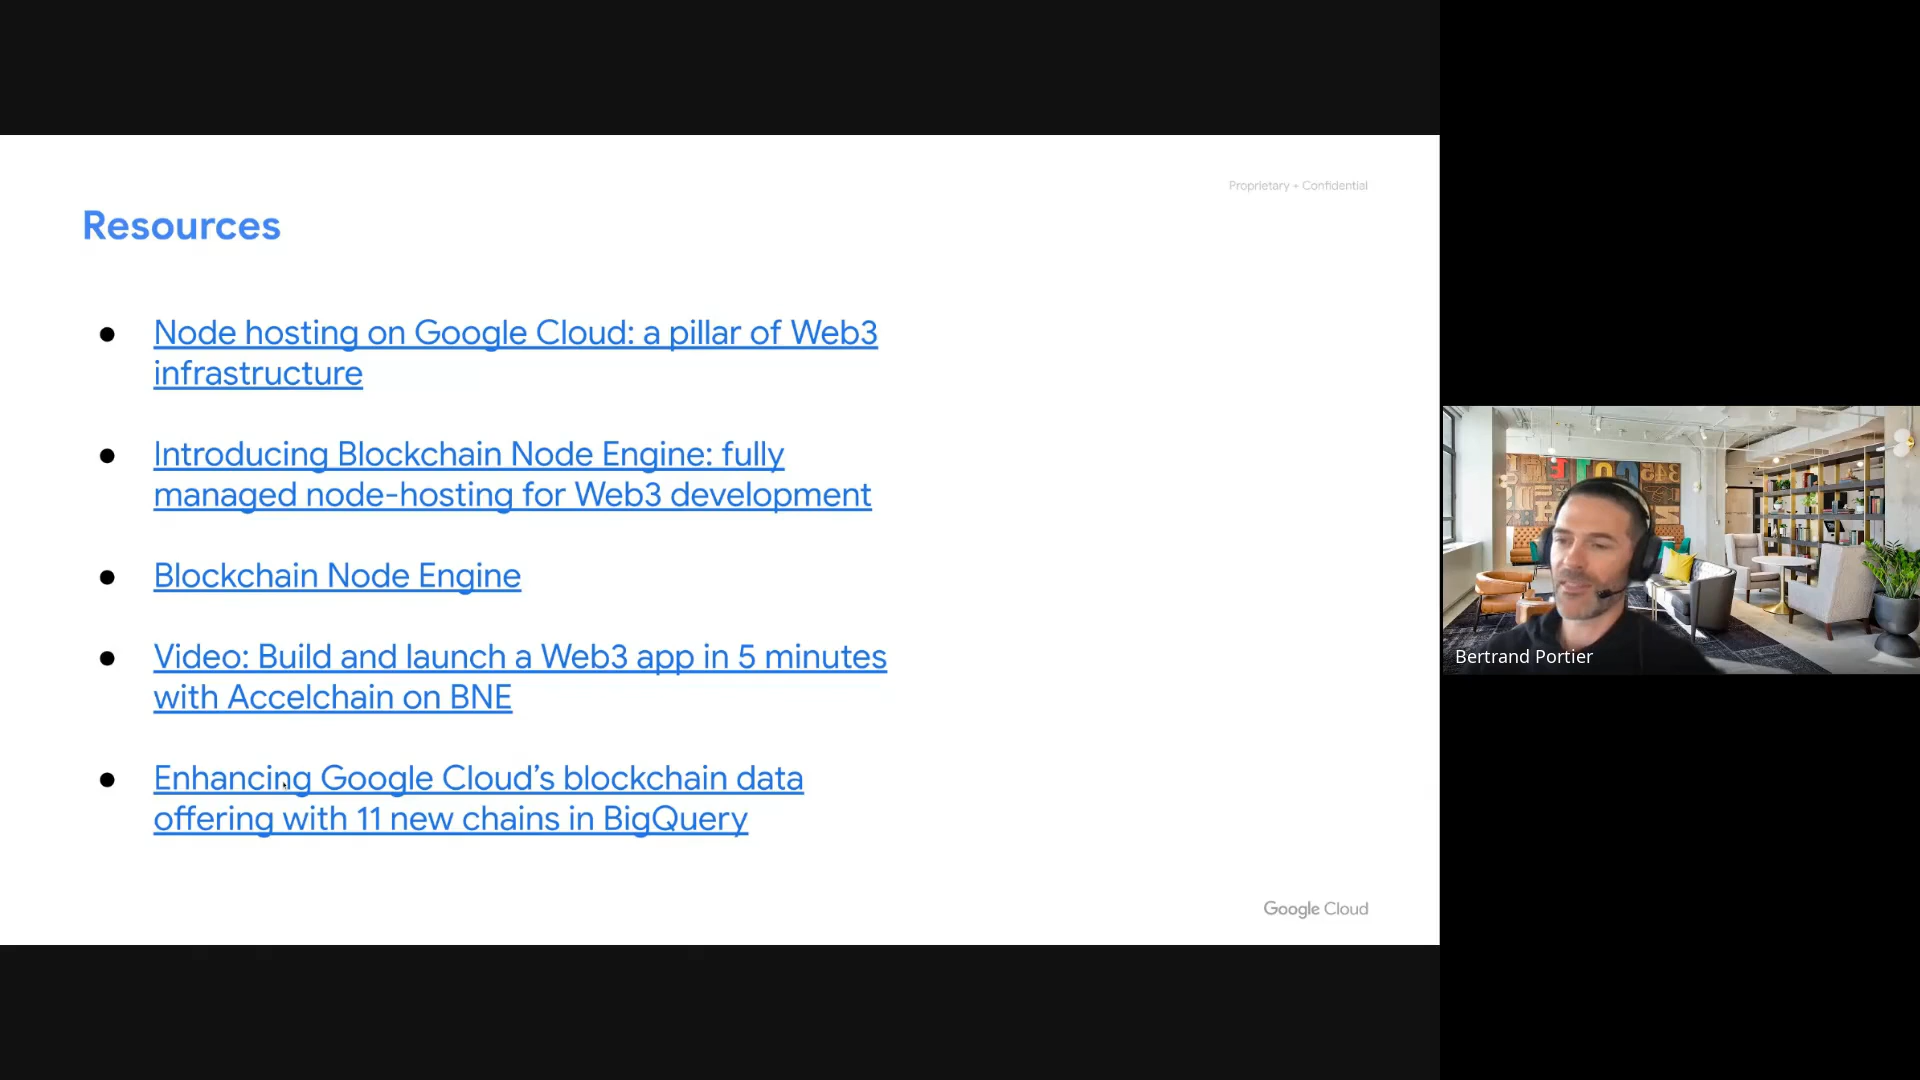 Proprietary + Confidential
Resources
● Node hosting on Google Cloud: a pillar of Web3
infrastructure
● Introducing Blockchain Node Engine: fully
managed node-hosting for Web3 development
● Blockchain Node Engine
● Video: Build and launch a Web3 app in 5 minutes
with Accelchain on BNE
● Enhancing Google Cloud’s blockchain data
offering with 11 new chains in BigQuery
Google Cloud
Bertrand Portier